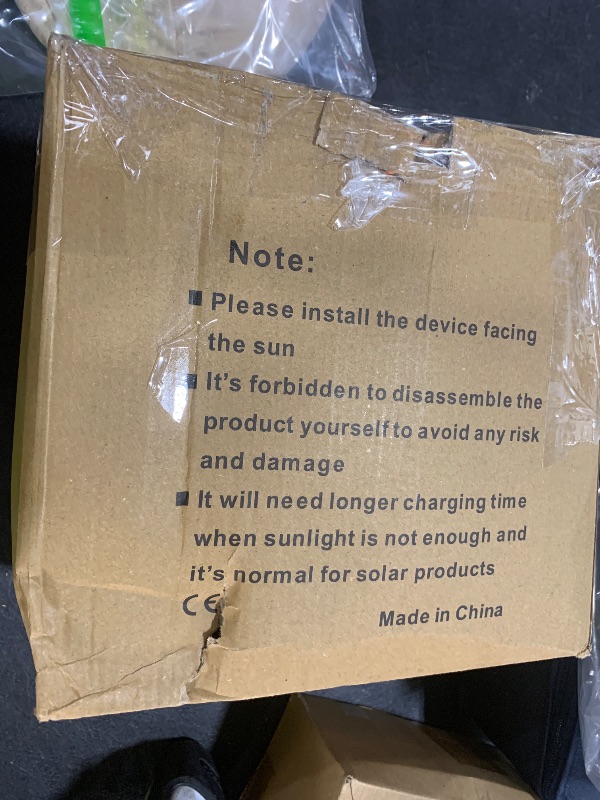 Note:
■ Please install the device facing
the sun
■ It's forbidden to disassemble the
product yourself to avoid any risk
and damage
■ It will need longer charging time
when sunlight is not enough and
it's normal for solar products
CE
Made in China